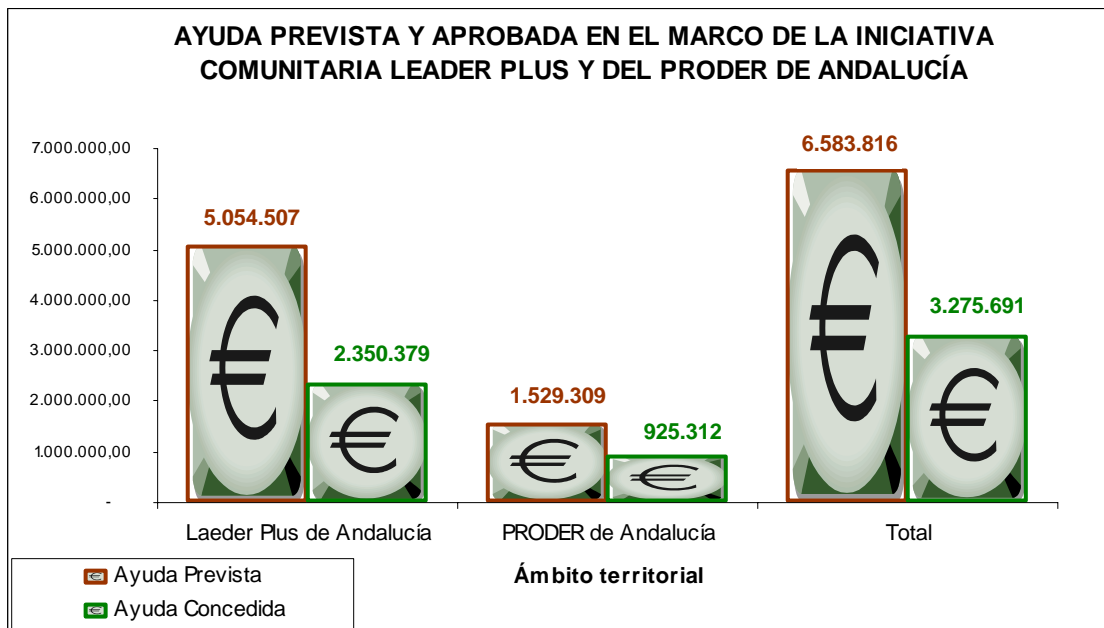 AYUDA PREVISTA Y APROBADA EN EL MARCO DE LA INICIATIVA
COMUNITARIA LEADER PLUS Y DEL PRODER DE ANDALUCÍA
7.000.000,00
6.000.000,00
5.000.000,00
4.000.000,00
3.000.000,00
2.000.000,00
1.000.000,00
-
5.054.507
2.350.379
1.529.309
925.312
6.583.816
3.275.691
€
€
€
€
€
€
Laeder Plus de Andalucía
PRODER de Andalucía
Total
Ámbito territorial
€ Ayuda Prevista
€ Ayuda Concedida